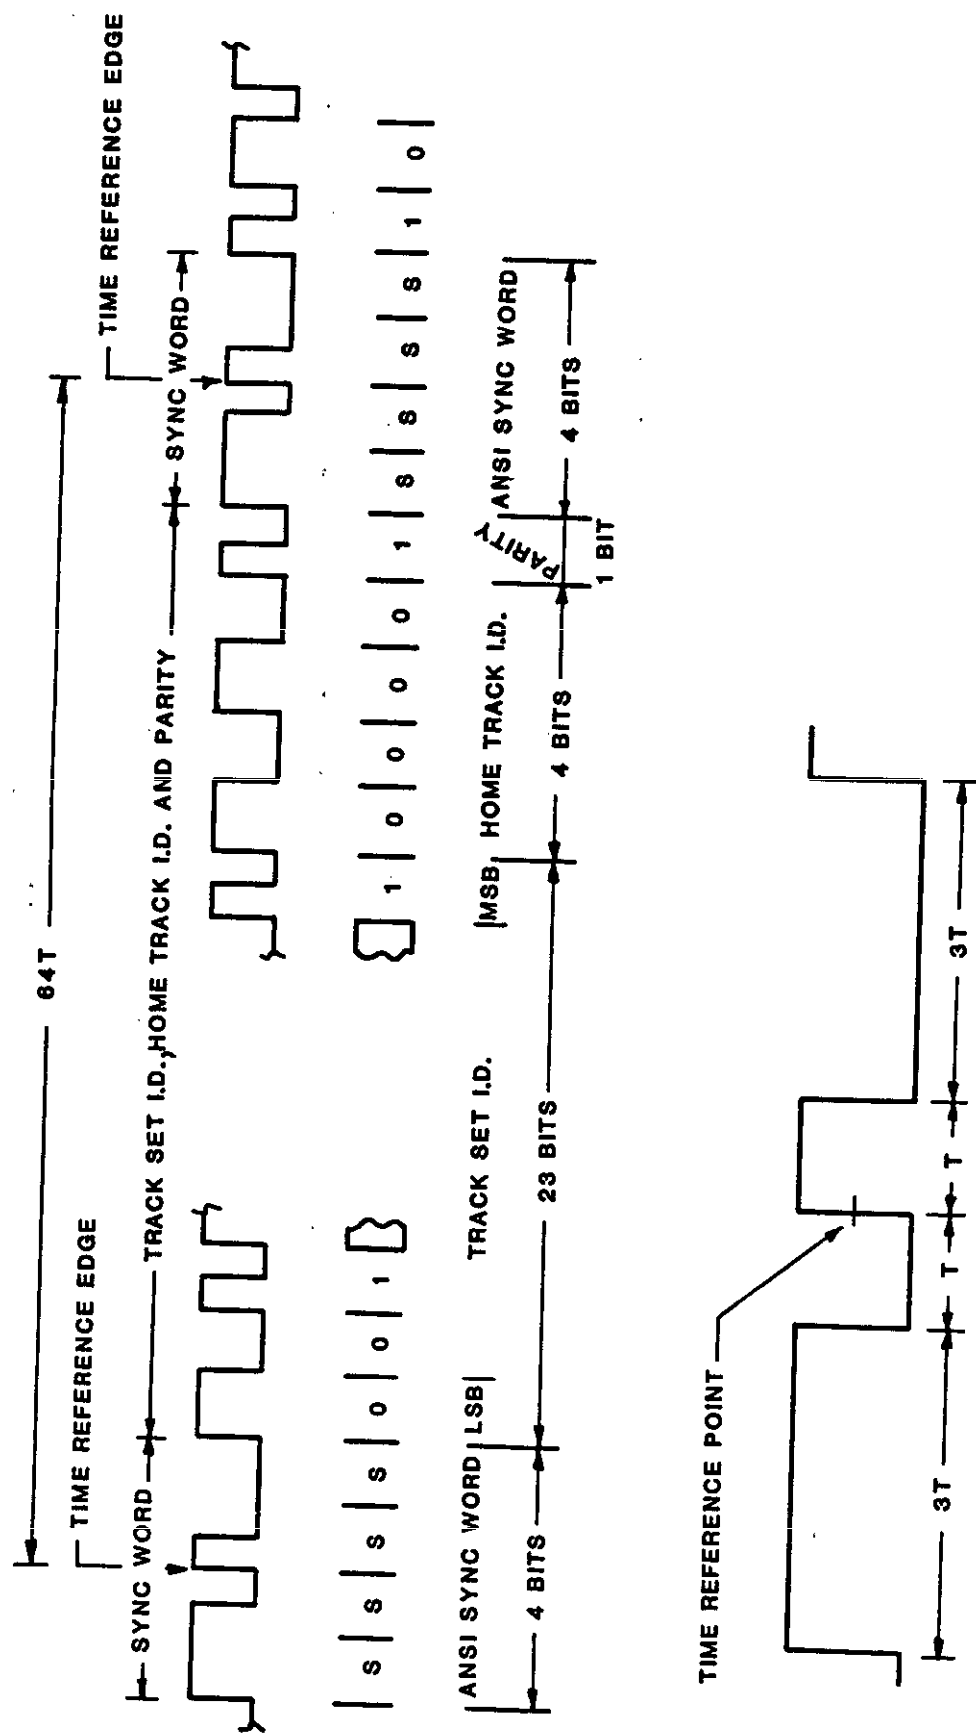 64T
TIME REFERENCE EDGE
TIME REFERENCE EDGE
SYNC WORD
TRACK SET I.D., HOME TRACK I.D. AND PARITY
SYNC WORD
S S S S 0 0 1
1 0 0 0 0 1 S S S S 1 0
ANSI SYNC WORD LSB TRACK SET I.D. MSB HOME TRACK I.D. PARITY ANSI SYNC WORD
4 BITS 23 BITS 4 BITS 1 BIT 4 BITS
TIME REFERENCE POINT
3T T T 3T